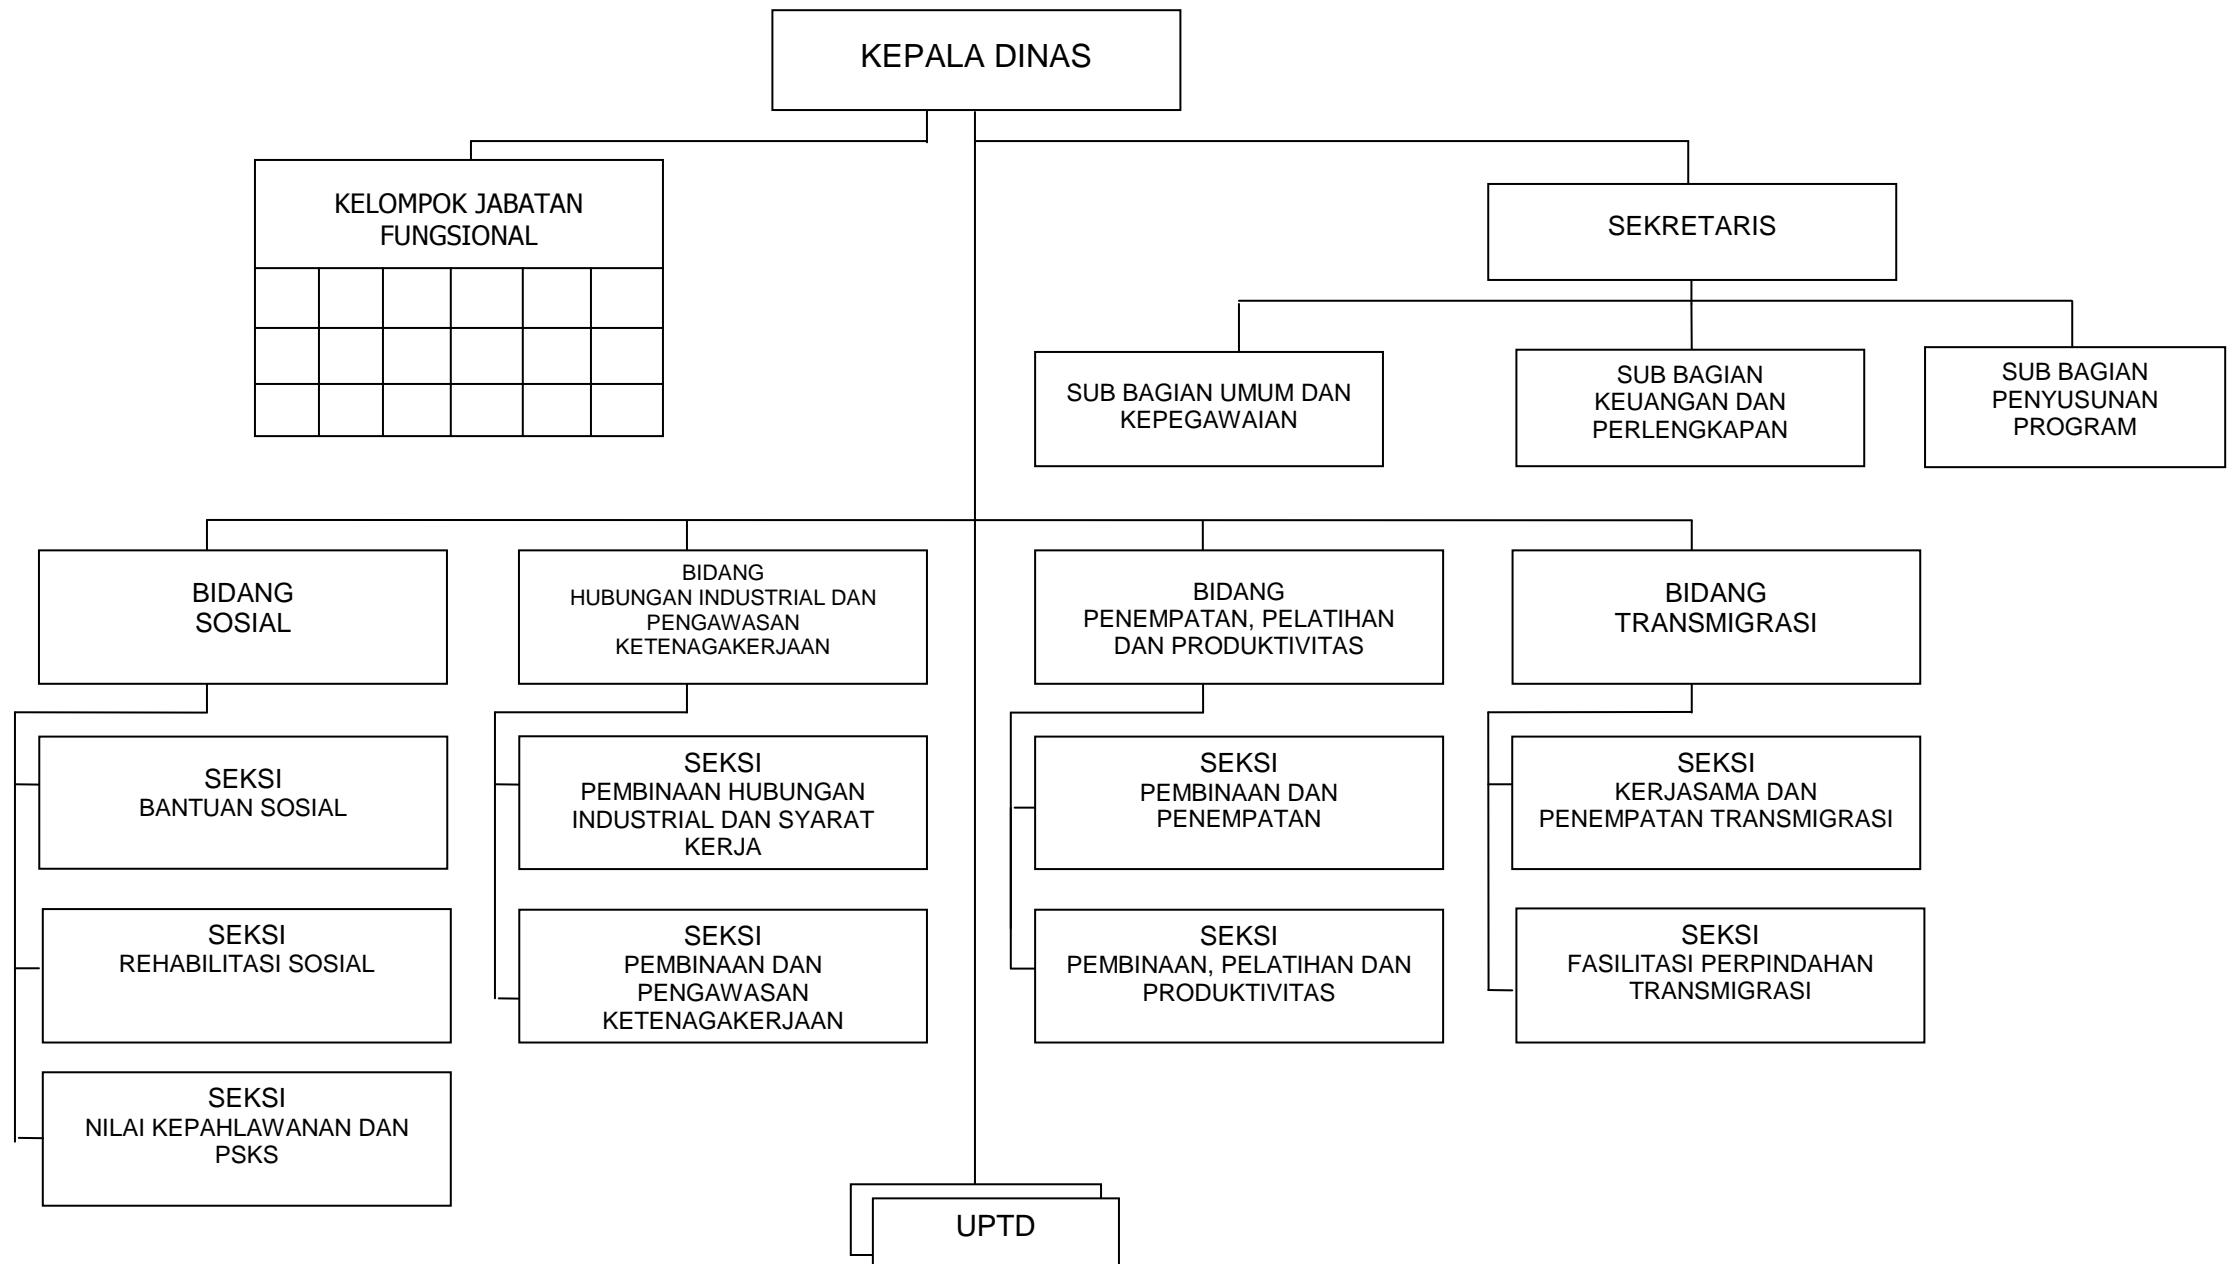 KEPALA DINAS
KELOMPOK JABATAN
FUNGSIONAL
SEKRETARIS
SUB BAGIAN UMUM DAN
KEPEGAWAIAN
SUB BAGIAN
KEUANGAN DAN
PERLENGKAPAN
SUB BAGIAN
PENYUSUNAN
PROGRAM
BIDANG
SOSIAL
BIDANG
HUBUNGAN INDUSTRIAL DAN
PENGAWASAN
KETENAGAKERJAAN
BIDANG
PENEMPATAN, PELATIHAN
DAN PRODUKTIVITAS
BIDANG
TRANSMIGRASI
SEKSI
BANTUAN SOSIAL
SEKSI
PEMBINAAN HUBUNGAN
INDUSTRIAL DAN SYARAT
KERJA
SEKSI
PEMBINAAN DAN
PENEMPATAN
SEKSI
KERJASAMA DAN
PENEMPATAN TRANSMIGRASI
SEKSI
REHABILITASI SOSIAL
SEKSI
PEMBINAAN DAN
PENGAWASAN
KETENAGAKERJAAN
SEKSI
PEMBINAAN, PELATIHAN DAN
PRODUKTIVITAS
SEKSI
FASILITASI PERPINDAHAN
TRANSMIGRASI
SEKSI
NILAI KEPAHLAWANAN DAN
PSKS
UPTD